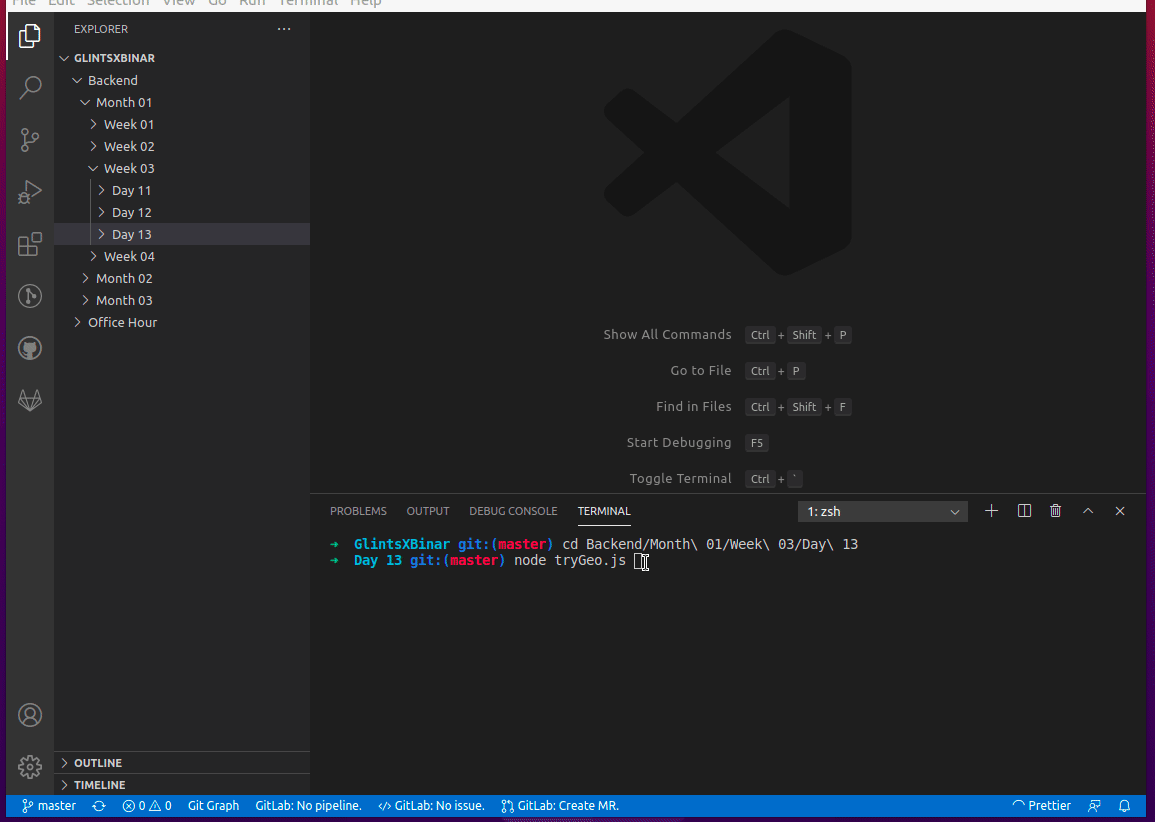 File Edit Selection View Go Run Terminal Help
EXPLORER ...
GLINTSXBINAR
Backend
Month 01
Week 01
Week 02
Week 03
Day 11
Day 12
Day 13
Week 04
Month 02
Month 03
Office Hour
OUTLINE
TIMELINE
Show All Commands Ctrl + Shift + P
Go to File Ctrl + P
Find in Files Ctrl + Shift + F
Start Debugging F5
Toggle Terminal Ctrl + `
PROBLEMS OUTPUT DEBUG CONSOLE TERMINAL 1: zsh
➜ GlintsXBinar git:(master) cd Backend/Month\ 01/Week\ 03/Day\ 13
➜ Day 13 git:(master) node tryGeo.js
master 0 0 Git Graph GitLab: No pipeline. GitLab: No issue. GitLab: Create MR. Prettier